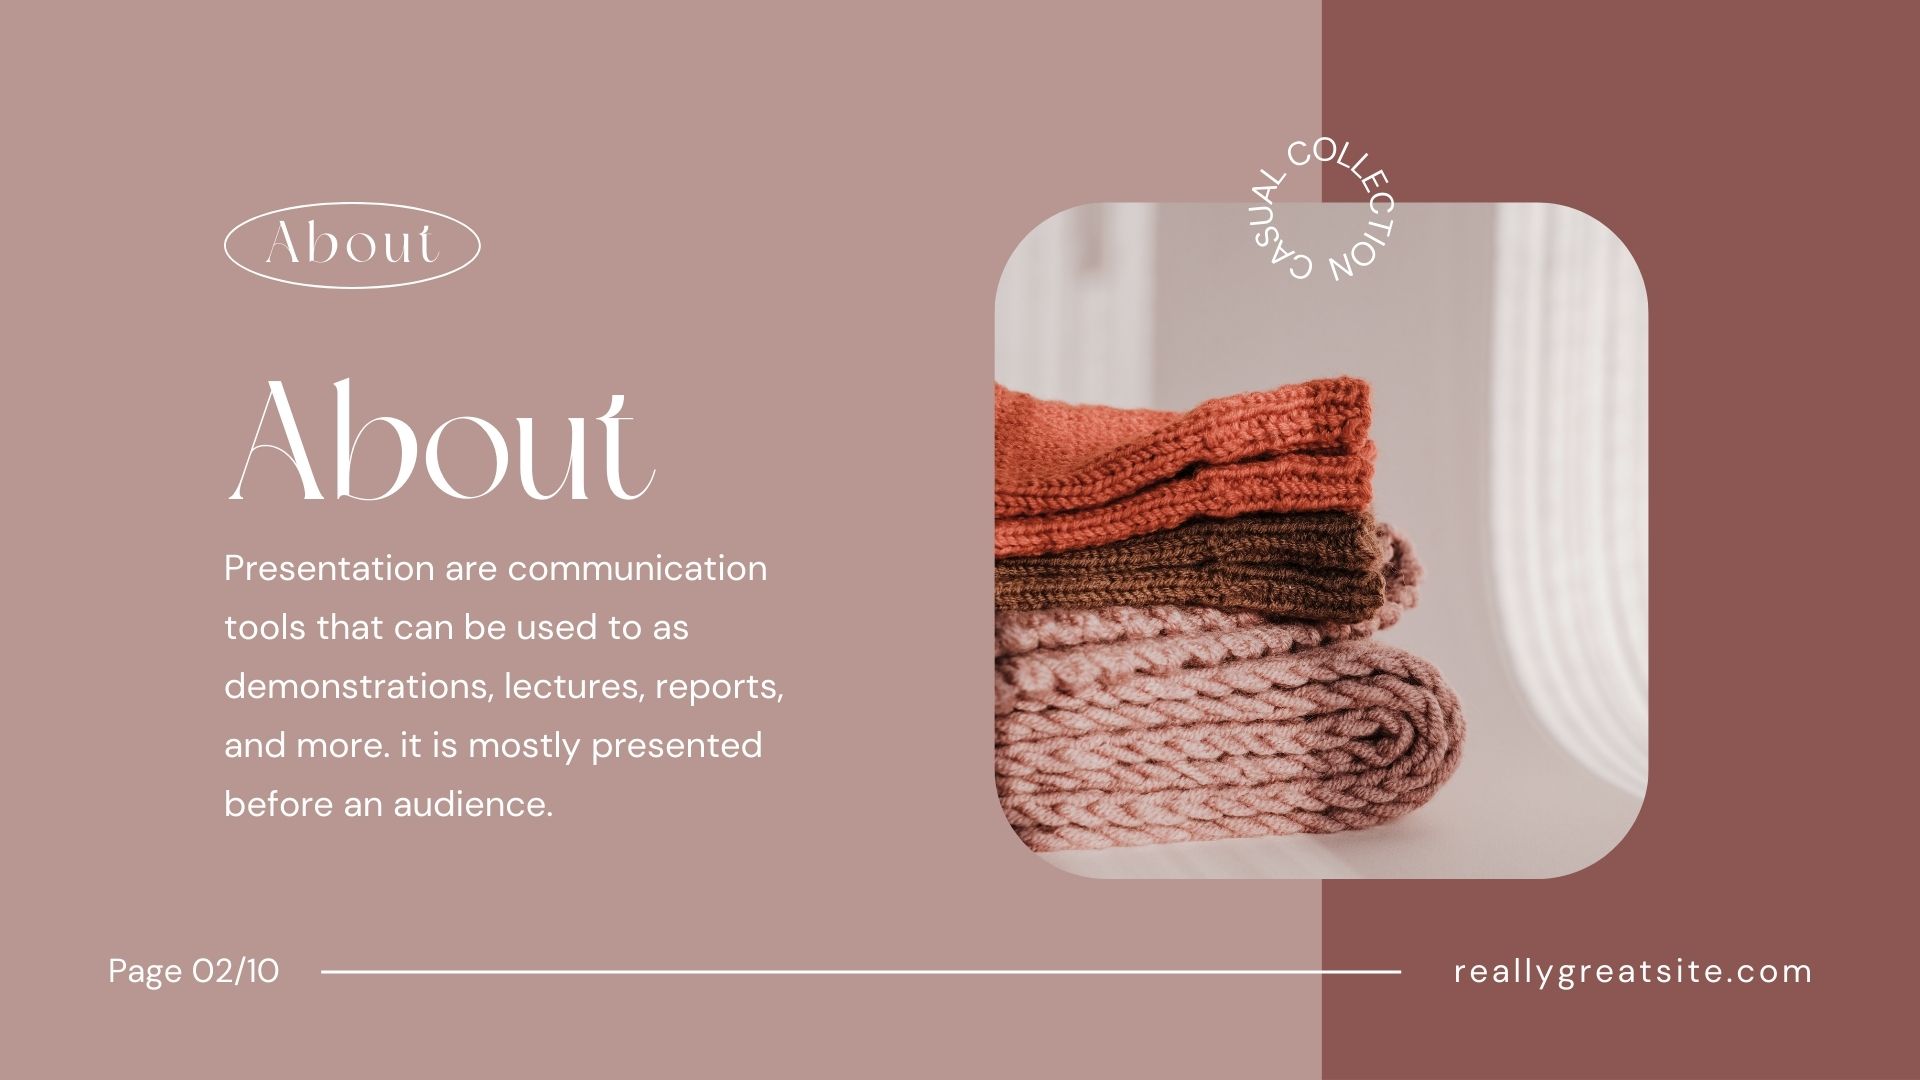 About
About
Presentation are communication
tools that can be used to as
demonstrations, lectures, reports,
and more. it is mostly presented
before an audience.
CASUAL COLLECTION
Page 02/10
reallygreatsite.com